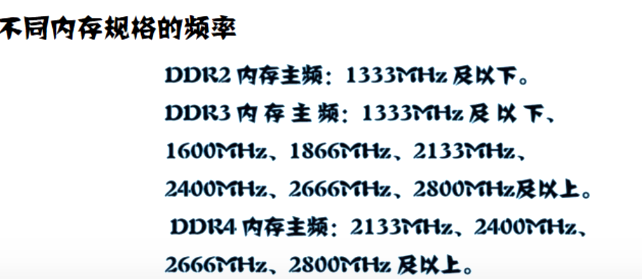 不同内存规格的频率
DDR2 内存主频：1333MHz 及以下。
DDR3 内 存 主 频：1333MHz 及 以 下、
1600MHz、1866MHz、2133MHz、
2400MHz、2666MHz、2800MHz及以上。
DDR4 内存主频：2133MHz、2400MHz、
2666MHz、2800MHz 及以上。